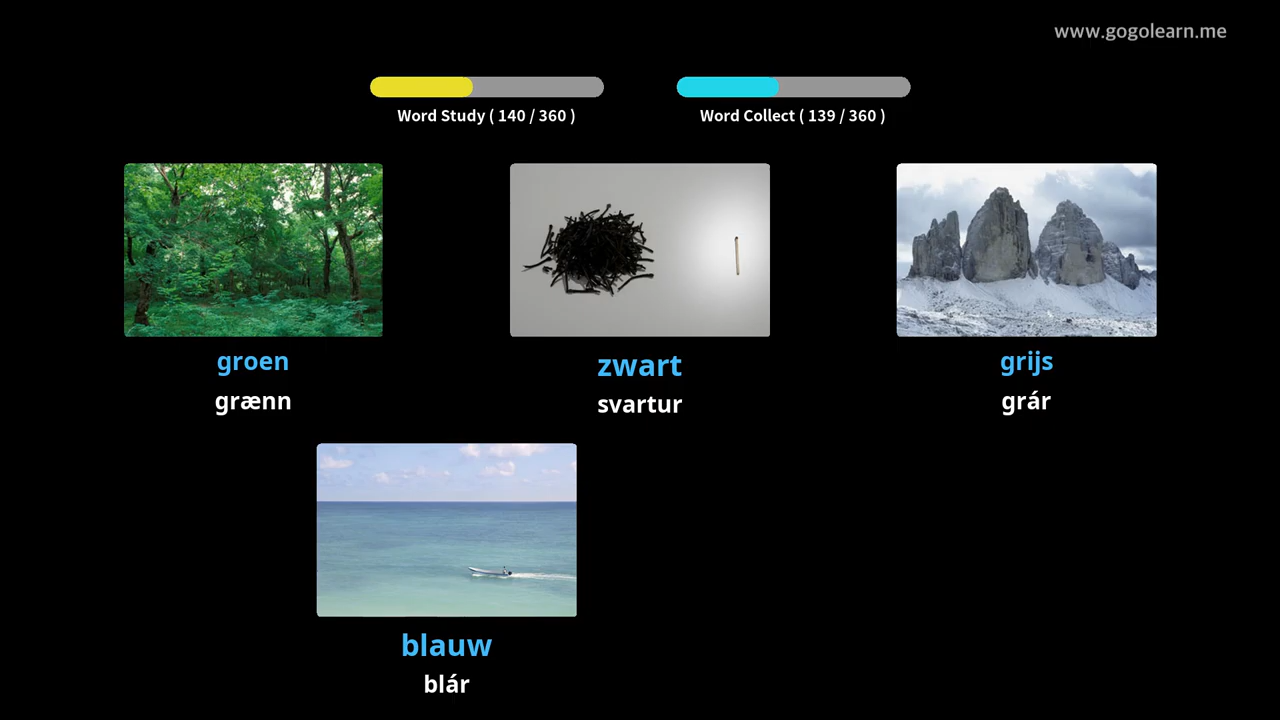 www.gogolearn.me
Word Study ( 140 / 360 )
Word Collect ( 139 / 360 )
groen
grænn
zwart
svartur
grijs
grár
blauw
blár